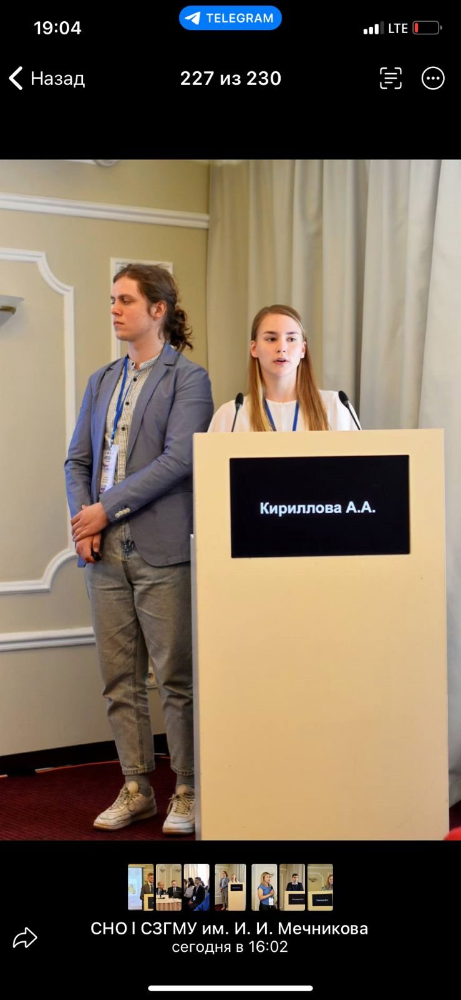 19:04
TELEGRAM
LTE
Назад
227 из 230
Кириллова А.А.
СНО | СЗГМУ им. И. И. Мечникова
сегодня в 16:02